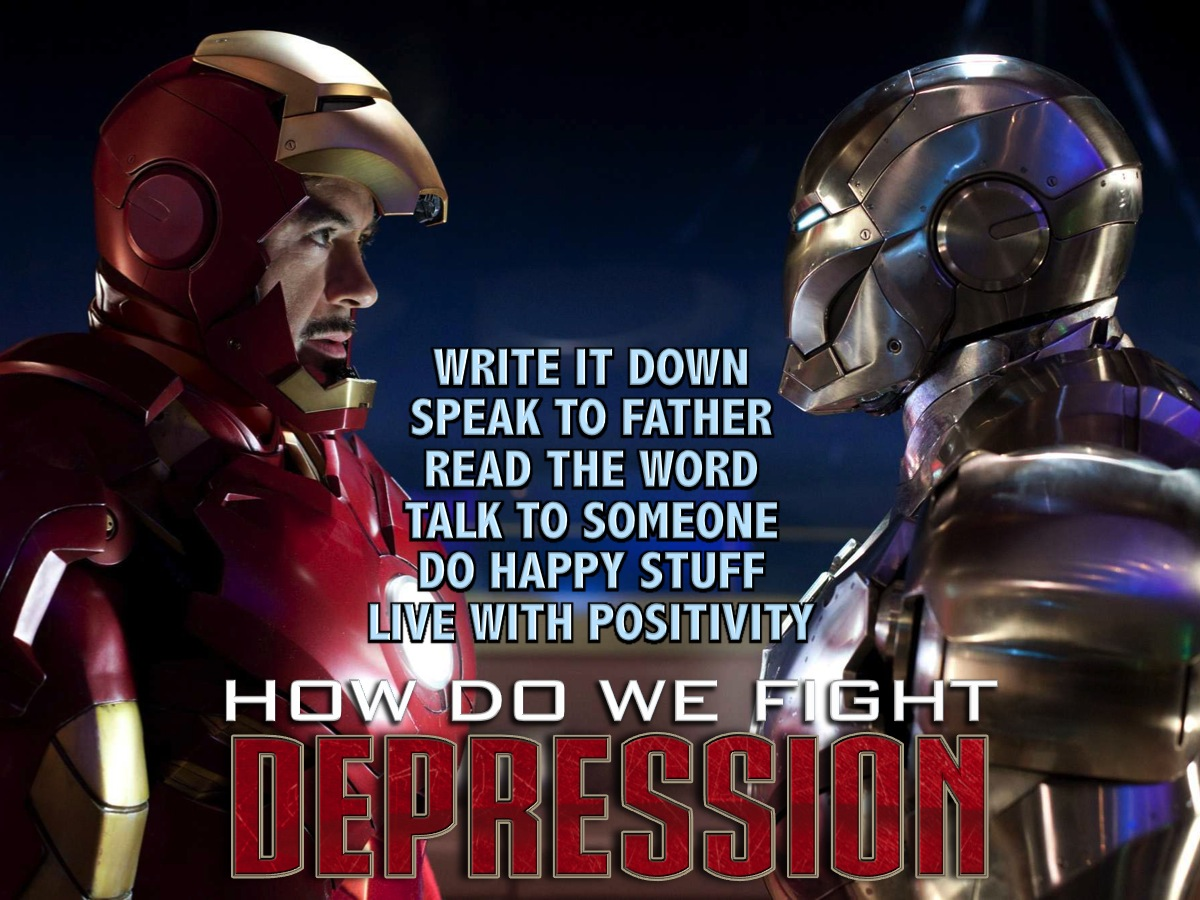 WRITE IT DOWN
SPEAK TO FATHER
READ THE WORD
TALK TO SOMEONE
DO HAPPY STUFF
LIVE WITH POSITIVITY
HOW DO WE FIGHT
DEPRESSION